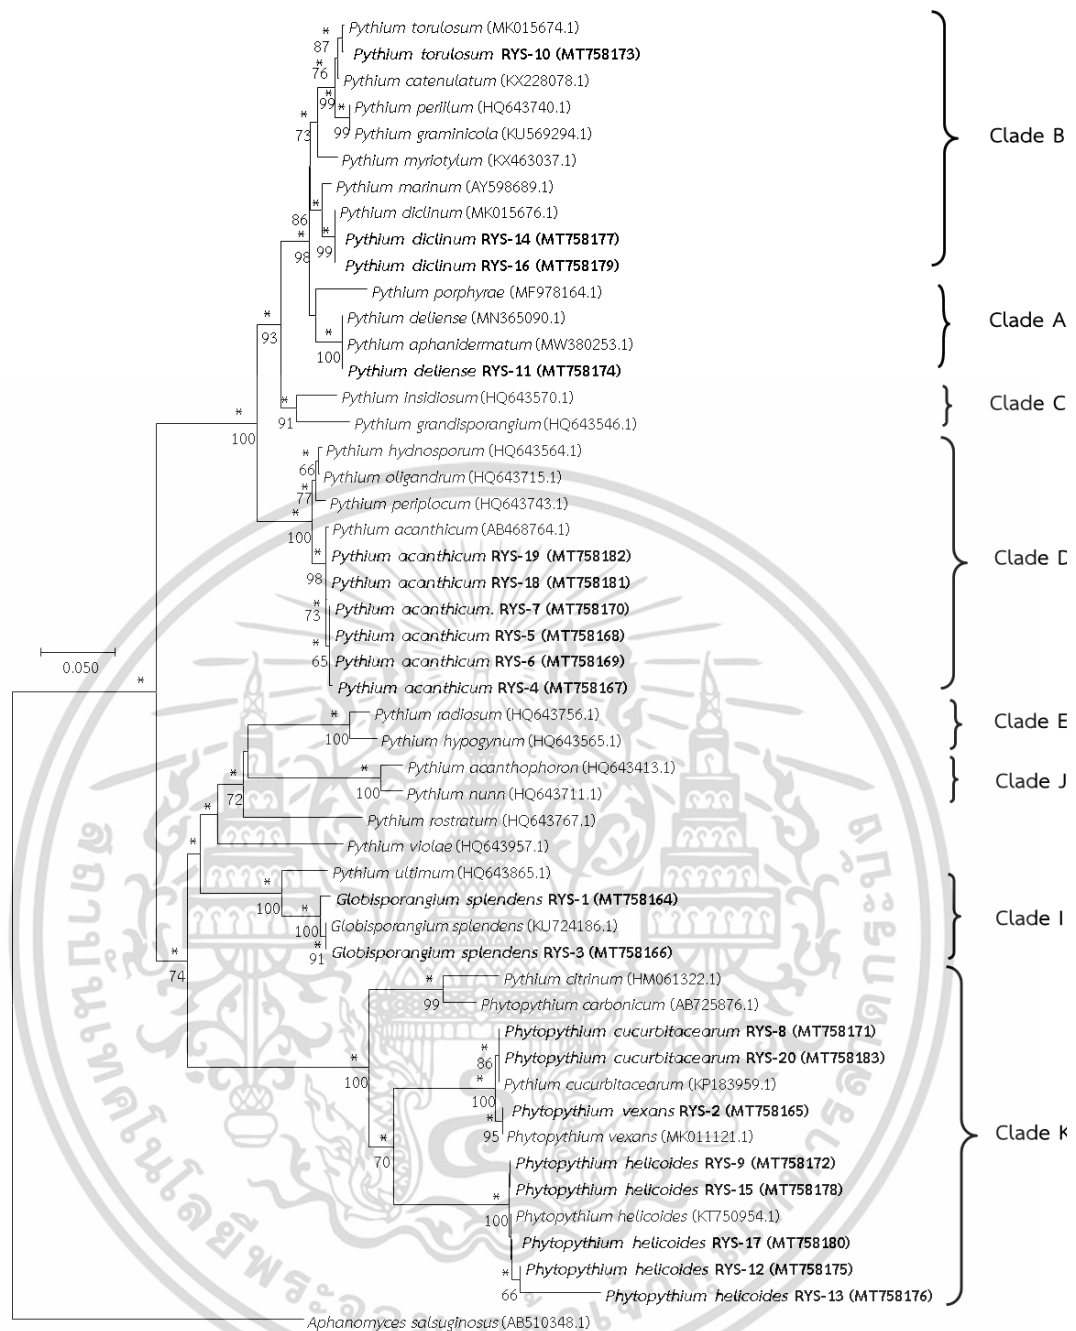 Pythium torulosum (MK015674.1)
87
Pythium torulosum RYS-10 (MT758173)
76
Pythium catenulatum (KX228078.1)
99
Pythium periilum (HQ643740.1)
99
Pythium graminicola (KU569294.1)
73
Clade B
Pythium myriotylum (KX463037.1)
Pythium marinum (AY598689.1)
Pythium diclinum (MK015676.1)
86
Pythium diclinum RYS-14 (MT758177)
99
98
Pythium diclinum RYS-16 (MT758179)
Pythium porphyrae (MF978164.1)
Pythium deliense (MN365090.1)
Clade A
93
Pythium aphanidermatum (MW380253.1)
100
Pythium deliense RYS-11 (MT758174)
Pythium insidiosum (HQ643570.1)
Clade C
91
Pythium grandisporangium (HQ643546.1)
100
Pythium hydnosporum (HQ643564.1)
66
Pythium oligandrum (HQ643715.1)
77
Pythium periplocum (HQ643743.1)
Pythium acanthicum (AB468764.1)
100
Pythium acanthicum RYS-19 (MT758182)
Clade D
98
Pythium acanthicum RYS-18 (MT758181)
Pythium acanthicum. RYS-7 (MT758170)
73
Pythium acanthicum RYS-5 (MT758168)
0.050
65
Pythium acanthicum RYS-6 (MT758169)
Pythium acanthicum RYS-4 (MT758167)
Pythium radiosum (HQ643756.1)
Clade E
100
Pythium hypogynum (HQ643565.1)
Pythium acanthophoron (HQ643413.1)
Clade J
100
Pythium nunn (HQ643711.1)
72
Pythium rostratum (HQ643767.1)
Pythium violae (HQ643957.1)
Pythium ultimum (HQ643865.1)
100
Globisporangium splendens RYS-1 (MT758164)
Clade I
100
Globisporangium splendens (KU724186.1)
91
Globisporangium splendens RYS-3 (MT758166)
74
Pythium citrinum (HM061322.1)
99
Phytopythium carbonicum (AB725876.1)
Phytopythium cucurbitacearum RYS-8 (MT758171)
86
Phytopythium cucurbitacearum RYS-20 (MT758183)
100
Pythium cucurbitacearum (KP183959.1)
100
Phytopythium vexans RYS-2 (MT758165)
Clade K
95
Phytopythium vexans (MK011121.1)
70
Phytopythium helicoides RYS-9 (MT758172)
Phytopythium helicoides RYS-15 (MT758178)
100
Phytopythium helicoides (KT750954.1)
Phytopythium helicoides RYS-17 (MT758180)
Phytopythium helicoides RYS-12 (MT758175)
66
Phytopythium helicoides RYS-13 (MT758176)
Aphanomyces salsuginosus (AB510348.1)